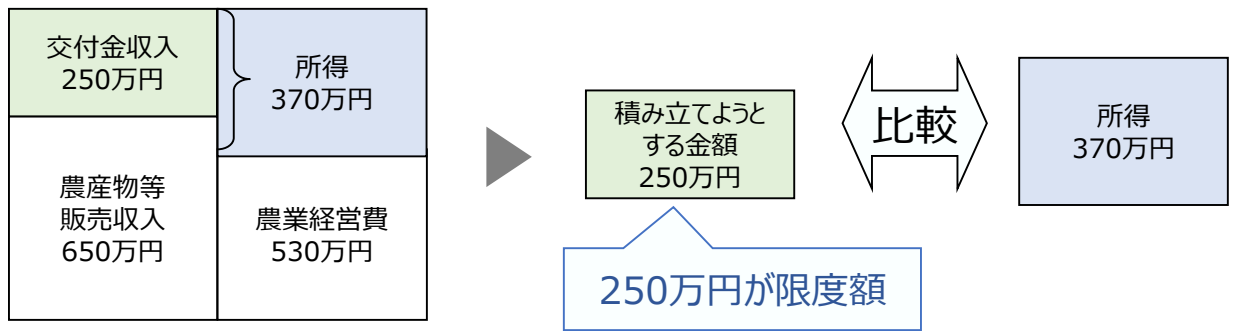 交付金収入
250万円
所得
370万円
農産物等
販売収入
650万円
農業経営費
530万円
積み立てようと
する金額
250万円
比較
所得
370万円
250万円が限度額